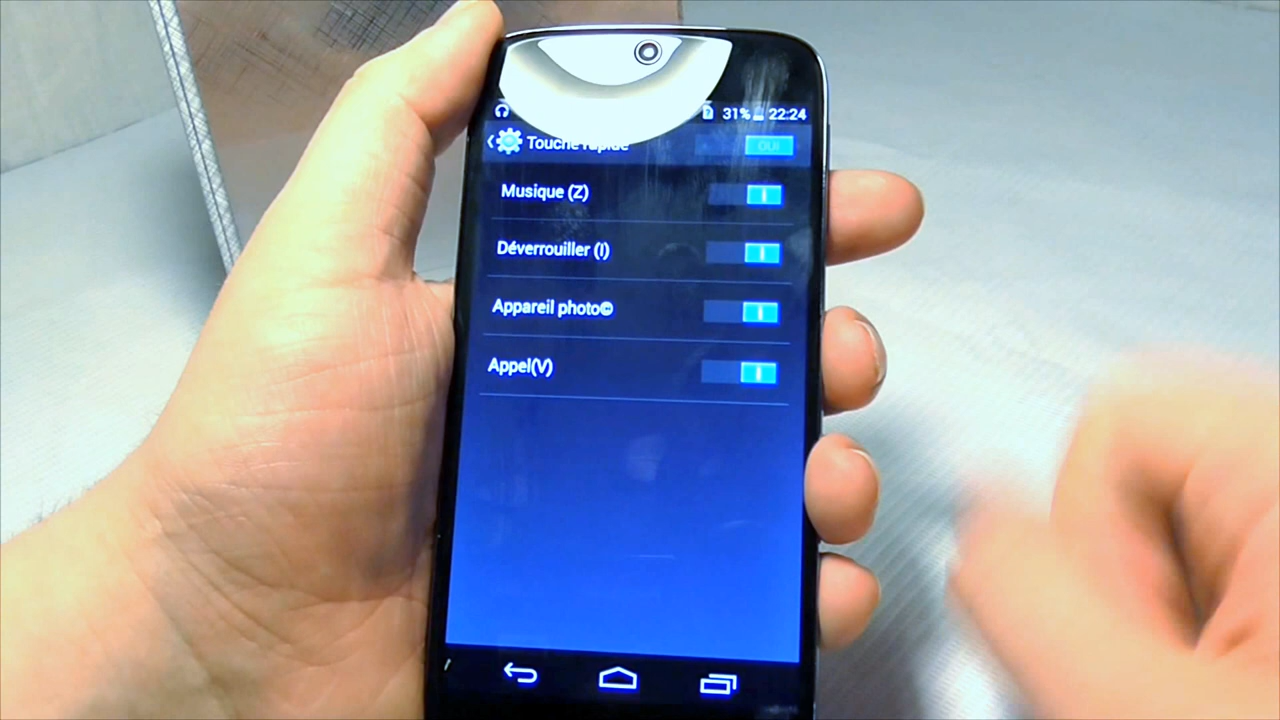 31% 22:24
Touche rapide OUI
Musique (Z)
Déverrouiller (I)
Appareil photo©
Appel(V)